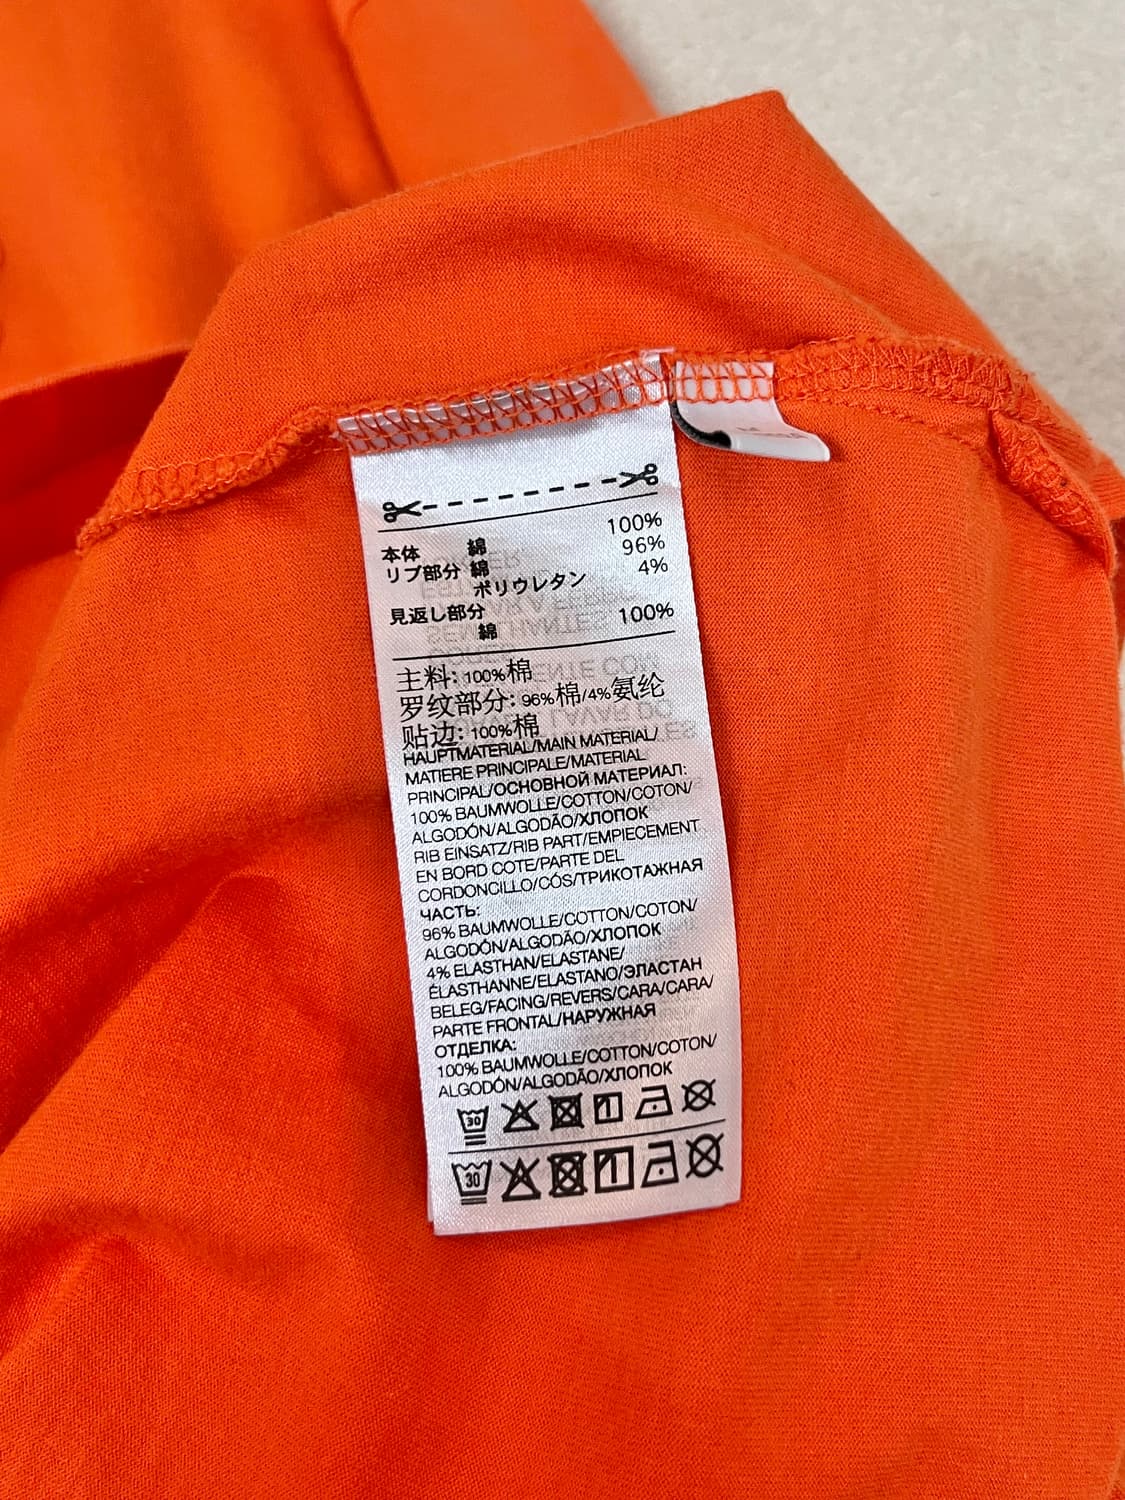 本体 綿 100%
リブ部分 綿 96%
ポリウレタン 4%
見返し部分
綿 100%
主料: 100%棉
罗纹部分: 96%棉/4%氨纶
贴边: 100%棉
HAUPTMATERIAL/MAIN MATERIAL/
MATIERE PRINCIPALE/MATERIAL
PRINCIPAL/ОСНОВНОЙ МАТЕРИАЛ:
100% BAUMWOLLE/COTTON/COTON/
ALGODÓN/ALGODÃO/ХЛОПОК
RIB EINSATZ/RIB PART/EMPIECEMENT
EN BORD COTE/PARTE DEL
CORDONCILLO/CÓS/ТРИКОТАЖНАЯ
ЧАСТЬ:
96% BAUMWOLLE/COTTON/COTON/
ALGODÓN/ALGODÃO/ХЛОПОК
4% ELASTHAN/ELASTANE/
ÉLASTHANNE/ELASTANO/ЭЛАСТАН
BELEG/FACING/REVERS/CARA/CARA/
PARTE FRONTAL/НАРУЖНАЯ
ОТДЕЛКА:
100% BAUMWOLLE/COTTON/COTON/
ALGODÓN/ALGODÃO/ХЛОПОК
30
30